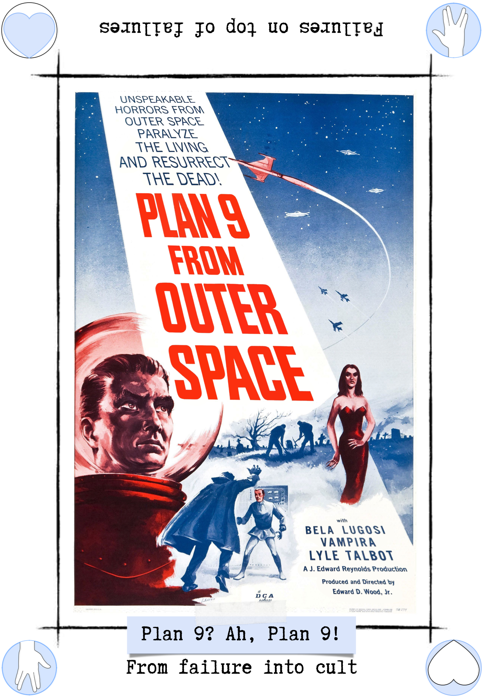 Failures on top of failures
UNSPEAKABLE
HORRORS FROM
OUTER SPACE
PARALYZE
THE LIVING
AND RESURRECT
THE DEAD!
PLAN 9
FROM
OUTER
SPACE
with
BELA LUGOSI
VAMPIRA
LYLE TALBOT
A J. Edward Reynolds Production
Produced and Directed by
Edward D. Wood, Jr.
DCA
Plan 9? Ah, Plan 9!
From failure into cult